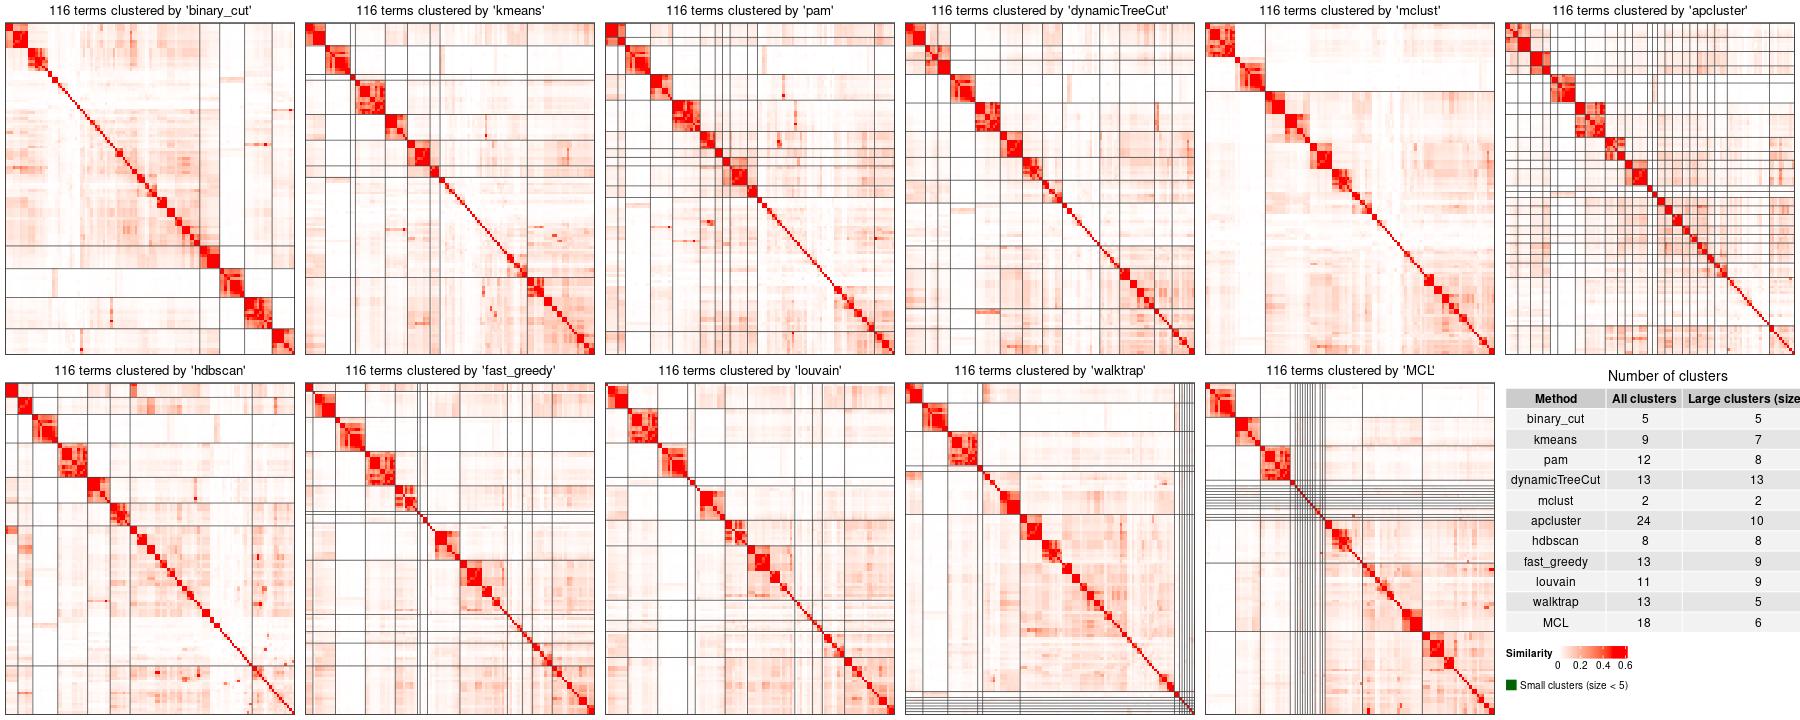 116 terms clustered by 'binary_cut'
116 terms clustered by 'kmeans'
116 terms clustered by 'pam'
116 terms clustered by 'dynamicTreeCut'
116 terms clustered by 'mclust'
116 terms clustered by 'apcluster'
116 terms clustered by 'hdbscan'
116 terms clustered by 'fast_greedy'
116 terms clustered by 'louvain'
116 terms clustered by 'walktrap'
116 terms clustered by 'MCL'
Number of clusters
Method All clusters Large clusters (size
binary_cut 5 5
kmeans 9 7
pam 12 8
dynamicTreeCut 13 13
mclust 2 2
apcluster 24 10
hdbscan 8 8
fast_greedy 13 9
louvain 11 9
walktrap 13 5
MCL 18 6
Similarity
0 0.2 0.4 0.6
Small clusters (size < 5)